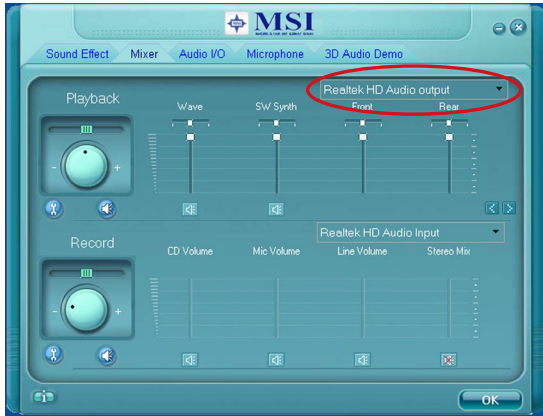 MSI
Sound Effect Mixer Audio I/O Microphone 3D Audio Demo
Realtek HD Audio output
Playback
Wave SW Synth Front Rear
- +
Realtek HD Audio Input
Record
CD Volume Mic Volume Line Volume Stereo Mix
- +
OK